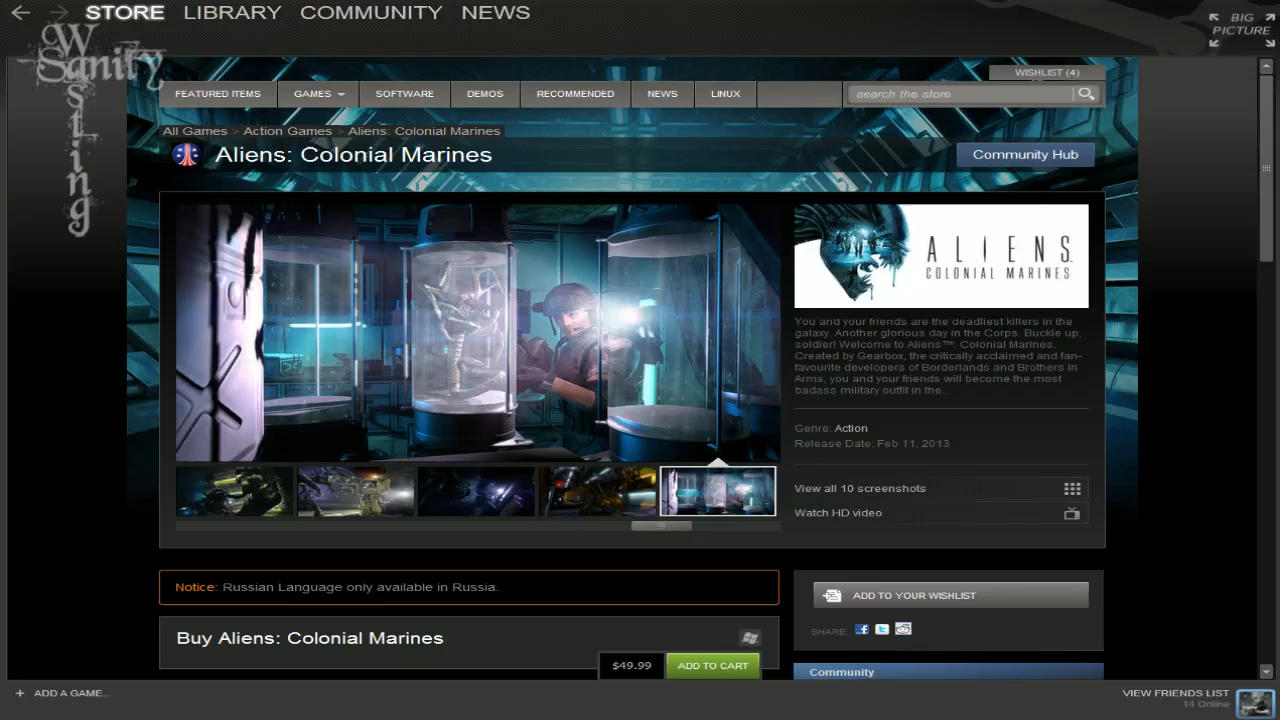 STORE LIBRARY COMMUNITY NEWS
BIG
PICTURE
Wasting
Sanity
WISHLIST (4)
FEATURED ITEMS GAMES SOFTWARE DEMOS RECOMMENDED NEWS LINUX search the store
All Games > Action Games > Aliens: Colonial Marines
Aliens: Colonial Marines
Community Hub
ALIENS
COLONIAL MARINES
You and your friends are the deadliest killers in the
galaxy. Another glorious day in the Corps. Buckle up,
soldier! Welcome to Aliens™: Colonial Marines.
Created by Gearbox, the critically acclaimed and fan-
favourite developers of Borderlands and Brothers in
Arms, you and your friends will become the most
badass military outfit in the...
Genre: Action
Release Date: Feb 11, 2013
View all 10 screenshots
Watch HD video
Notice: Russian Language only available in Russia.
ADD TO YOUR WISHLIST
SHARE:
Buy Aliens: Colonial Marines
$49.99 ADD TO CART
Community
+ ADD A GAME...
VIEW FRIENDS LIST
14 Online